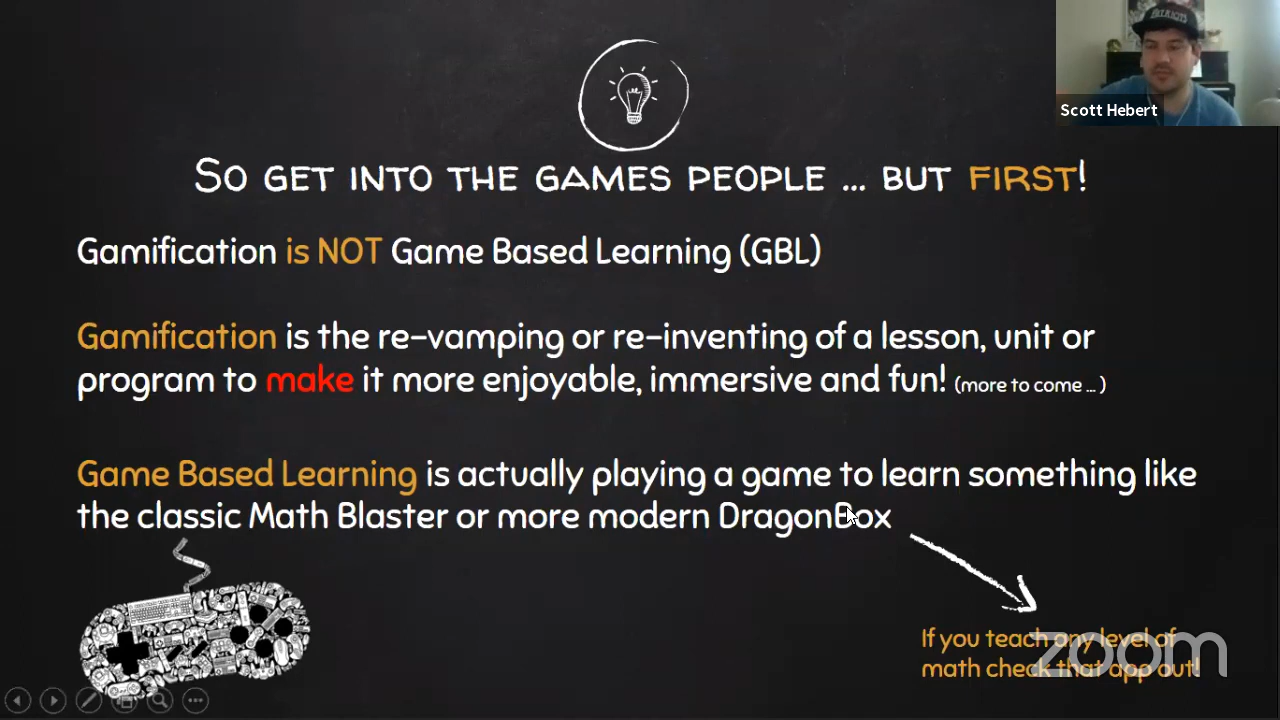 Scott Hebert
So get into the games people ... but first!
Gamification is NOT Game Based Learning (GBL)
Gamification is the re-vamping or re-inventing of a lesson, unit or
program to make it more enjoyable, immersive and fun! (more to come ... )
Game Based Learning is actually playing a game to learn something like
the classic Math Blaster or more modern DragonBox
If you teach any level of
math check that app out!
zoom